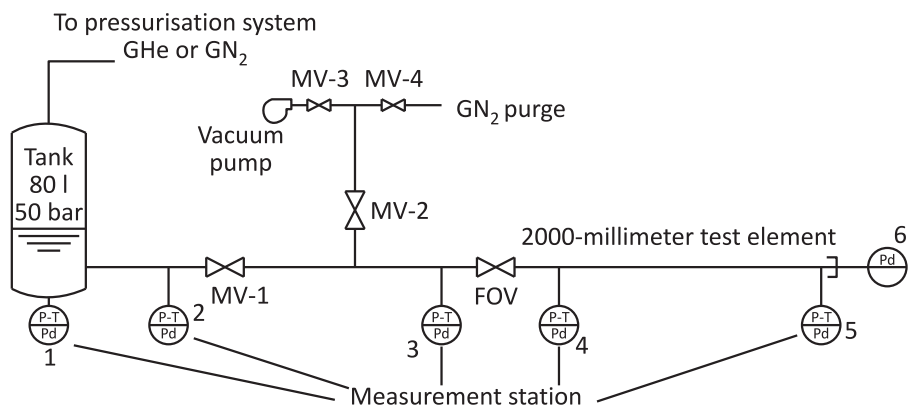 To pressurisation system
GHe or GN₂
MV-3
MV-4
GN₂ purge
Vacuum
pump
Tank
80 l
50 bar
MV-2
2000-millimeter test element
6
Pd
MV-1
FOV
P-T
Pd
1
P-T
Pd
2
P-T
Pd
3
P-T
Pd
4
P-T
Pd
5
Measurement station